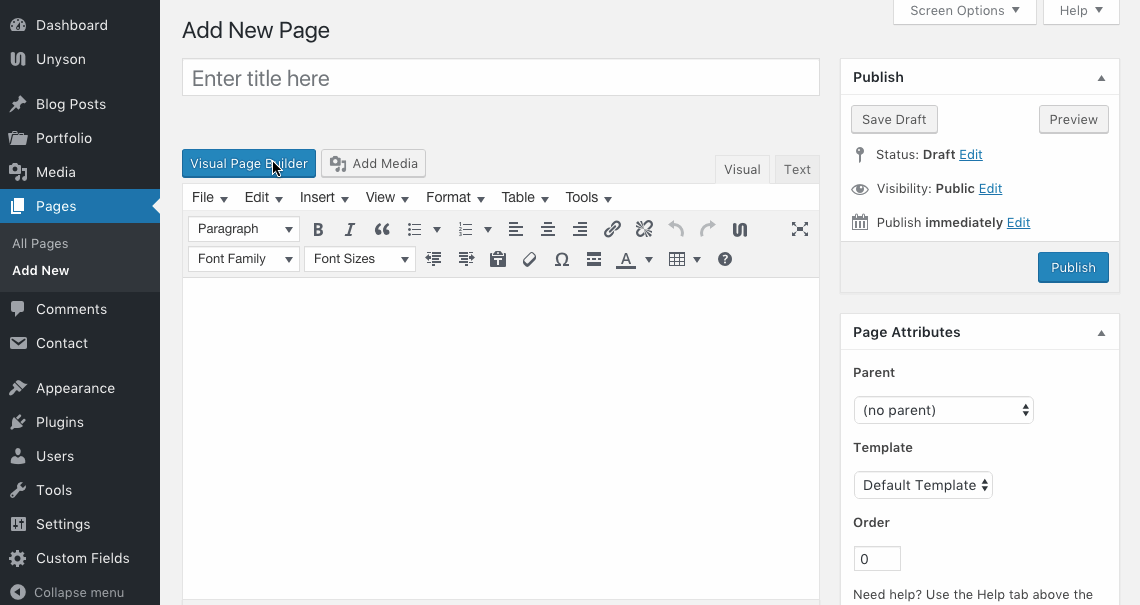 Dashboard
Unyson
Blog Posts
Portfolio
Media
Pages
All Pages
Add New
Comments
Contact
Appearance
Plugins
Users
Tools
Settings
Custom Fields
Collapse menu
Screen Options
Help
Add New Page
Enter title here
Visual Page Builder
Add Media
Visual
Text
File Edit Insert View Format Table Tools
Paragraph
Font Family Font Sizes
Publish
Save Draft Preview
Status: Draft Edit
Visibility: Public Edit
Publish immediately Edit
Publish
Page Attributes
Parent
(no parent)
Template
Default Template
Order
0
Need help? Use the Help tab above the